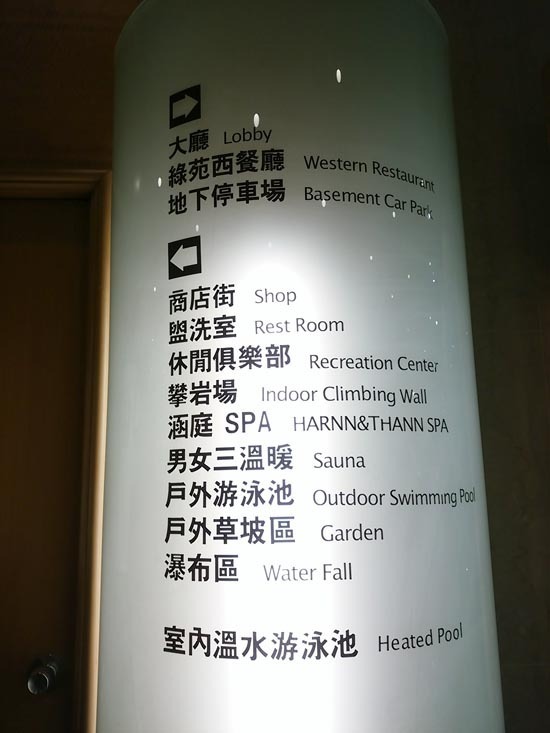 大廳 Lobby
綠苑西餐廳 Western Restaurant
地下停車場 Basement Car Park
商店街 Shop
盥洗室 Rest Room
休閒俱樂部 Recreation Center
攀岩場 Indoor Climbing Wall
涵庭 SPA HARNN&THANN SPA
男女三溫暖 Sauna
戶外游泳池 Outdoor Swimming Pool
戶外草坡區 Garden
瀑布區 Water Fall
室內溫水游泳池 Heated Pool